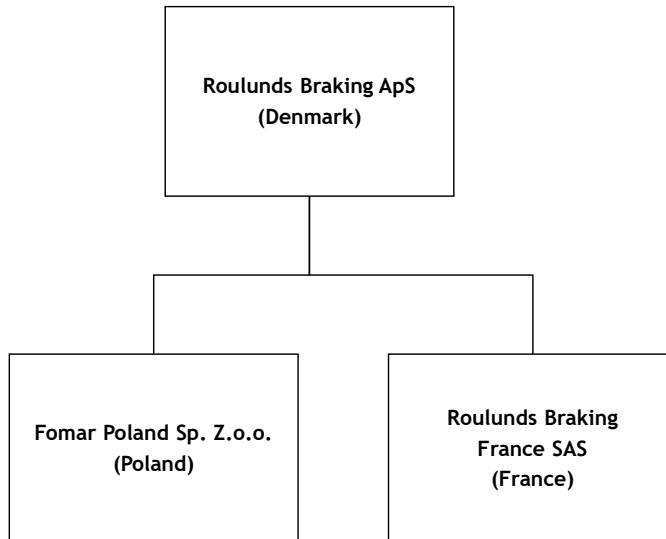 Roulunds Braking ApS
(Denmark)
Fomar Poland Sp. Z.o.o.
(Poland)
Roulunds Braking
France SAS
(France)